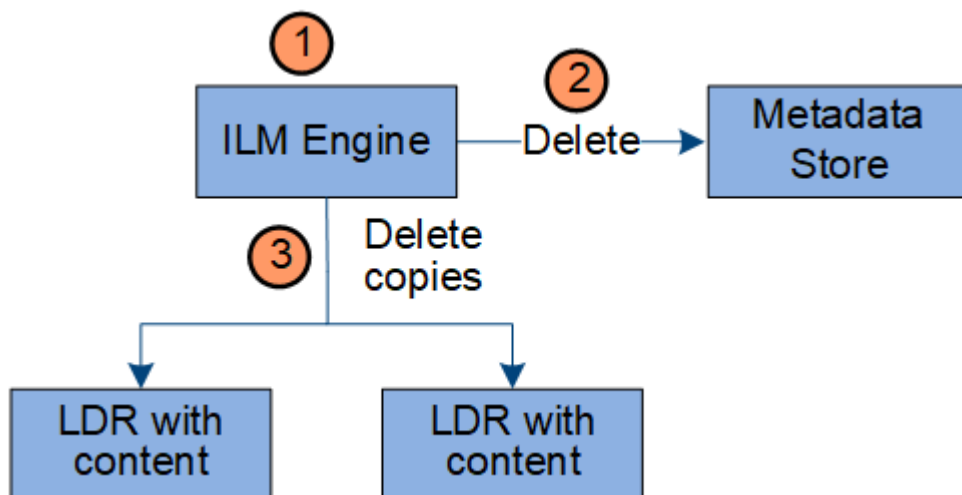 1
2
ILM Engine
Delete
Metadata
Store
3
Delete
copies
LDR with
content
LDR with
content